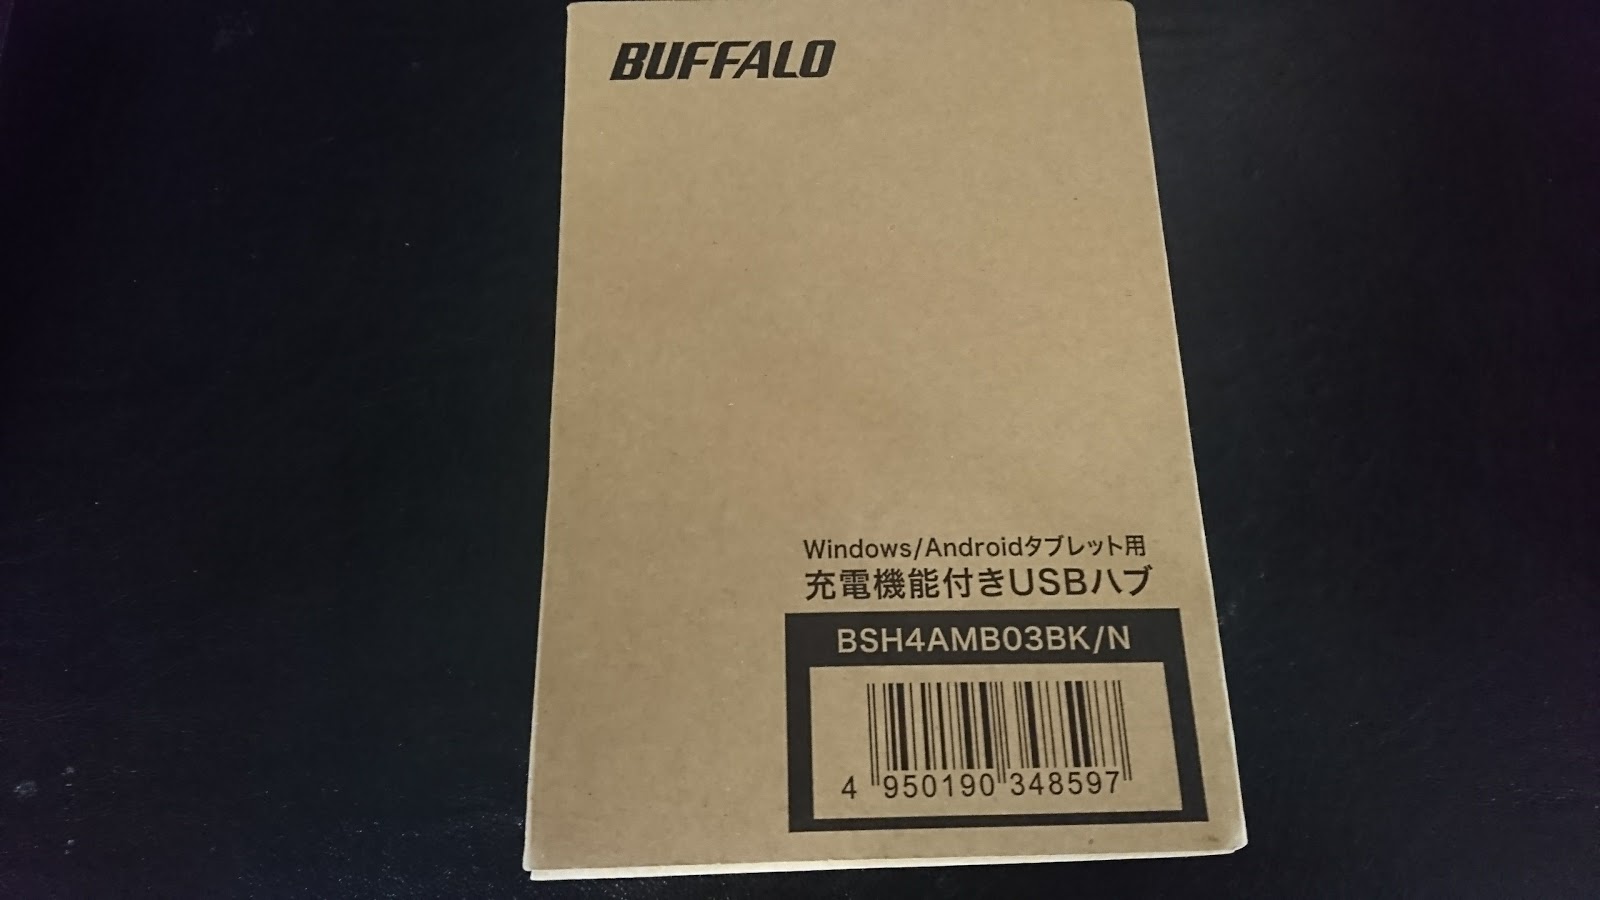 BUFFALO
Windows/Androidタブレット用
充電機能付きUSBハブ
BSH4AMB03BK/N
4 950190 348597